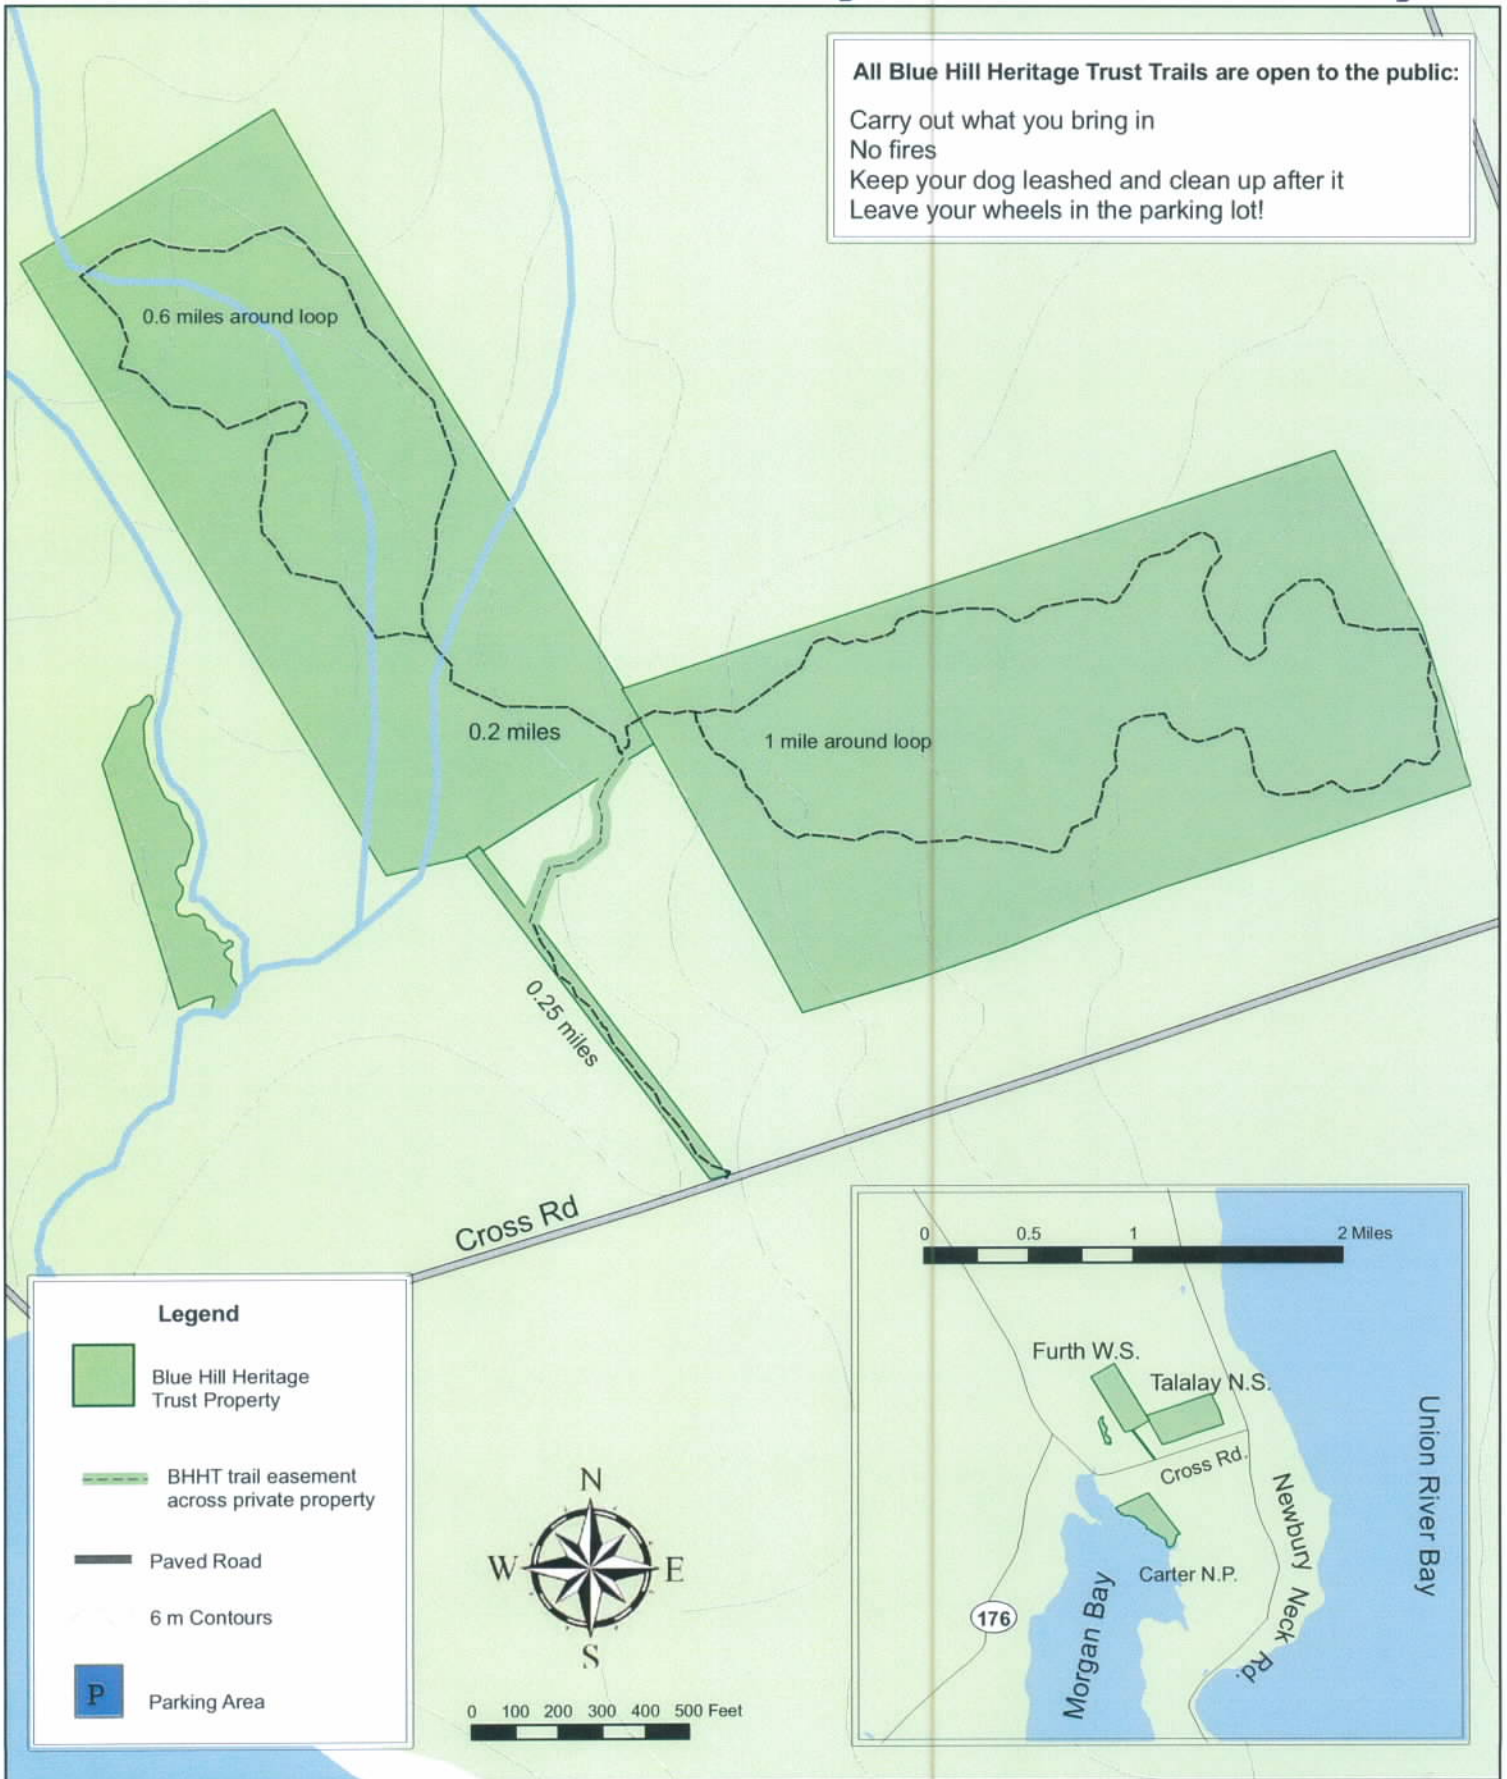 All Blue Hill Heritage Trust Trails are open to the public:
Carry out what you bring in
No fires
Keep your dog leashed and clean up after it
Leave your wheels in the parking lot!
0.6 miles around loop
0.2 miles
1 mile around loop
0.25 miles
Cross Rd
Legend
Blue Hill Heritage
Trust Property
BHHT trail easement
across private property
Paved Road
6 m Contours
P
Parking Area
N
W
E
S
0 100 200 300 400 500 Feet
0 0.5 1 2 Miles
Furth W.S.
Talalay N.S.
Cross Rd.
Newbury Neck Rd.
Union River Bay
Carter N.P.
176
Morgan Bay